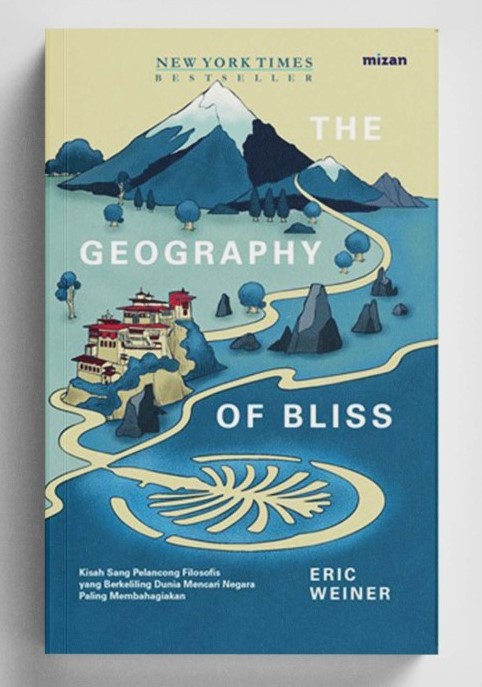 NEW YORK TIMES
BESTSELLER
mizan
THE
GEOGRAPHY
OF BLISS
Kisah Sang Pelancong Filosofis
yang Berkeliling Dunia Mencari Negara
Paling Membahagiakan
ERIC
WEINER